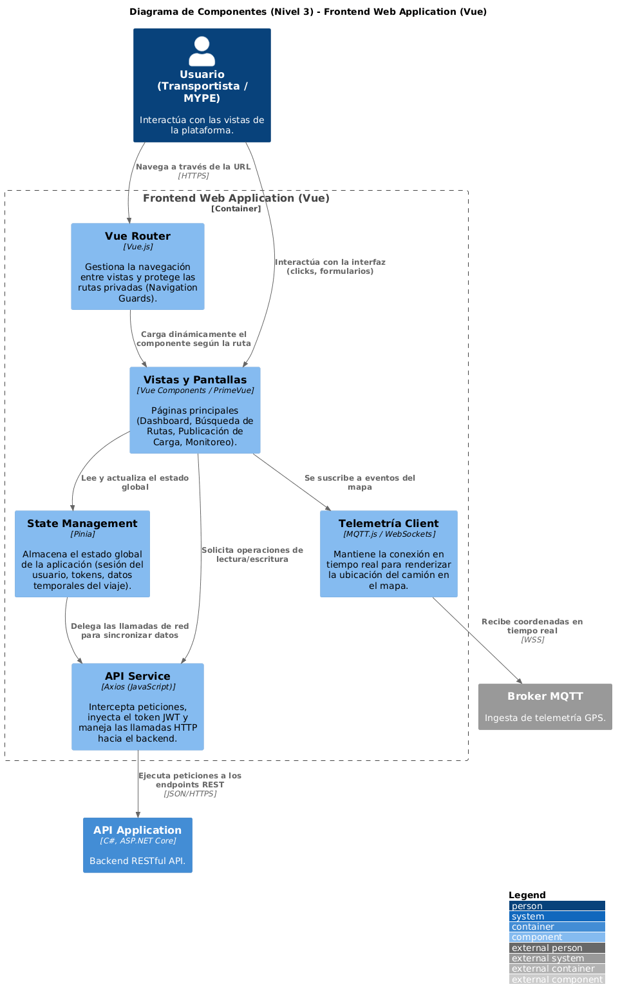 Diagrama de Componentes (Nivel 3) - Frontend Web Application (Vue)
Usuario
(Transportista /
MYPE)
Interactúa con las vistas de
la plataforma.
Navega a través de la URL
[HTTPS]
Frontend Web Application (Vue)
[Container]
Vue Router
[Vue.js]
Gestiona la navegación
entre vistas y protege las
rutas privadas (Navigation
Guards).
Interactúa con la interfaz
(clicks, formularios)
Carga dinámicamente el
componente según la ruta
Vistas y Pantallas
[Vue Components / PrimeVue]
Páginas principales
(Dashboard, Búsqueda de
Rutas, Publicación de
Carga, Monitoreo).
Lee y actualiza el estado
global
Se suscribe a eventos del
mapa
State Management
[Pinia]
Almacena el estado global
de la aplicación (sesión del
usuario, tokens, datos
temporales del viaje).
Solicita operaciones de
lectura/escritura
Telemetría Client
[MQTT.js / WebSockets]
Mantiene la conexión en
tiempo real para renderizar
la ubicación del camión en
el mapa.
Delega las llamadas de red
para sincronizar datos
Recibe coordenadas en
tiempo real
[WSS]
API Service
[Axios (JavaScript)]
Intercepta peticiones,
inyecta el token JWT y
maneja las llamadas HTTP
hacia el backend.
Broker MQTT
Ingesta de telemetría GPS.
Ejecuta peticiones a los
endpoints REST
[JSON/HTTPS]
API Application
[C#, ASP.NET Core]
Backend RESTful API.
Legend
person
system
container
component
external person
external system
external container
external component